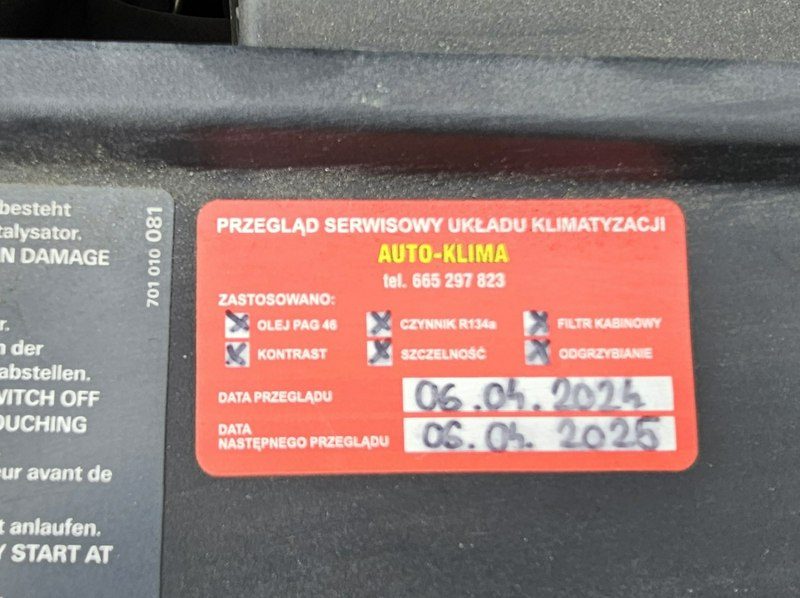 besteht
talysator.
N DAMAGE
701 010 081
r.
n der
abstellen.
WITCH OFF
OUCHING
eur avant de
t anlaufen.
Y START AT
PRZEGLĄD SERWISOWY UKŁADU KLIMATYZACJI
AUTO-KLIMA
tel. 665 297 823
ZASTOSOWANO:
X OLEJ PAG 46 X CZYNNIK R134a X FILTR KABINOWY
X KONTRAST X SZCZELNOŚĆ X ODGRZYBIANIE
DATA PRZEGLĄDU 06.04.2024
DATA
NASTĘPNEGO PRZEGLĄDU 06.04.2025